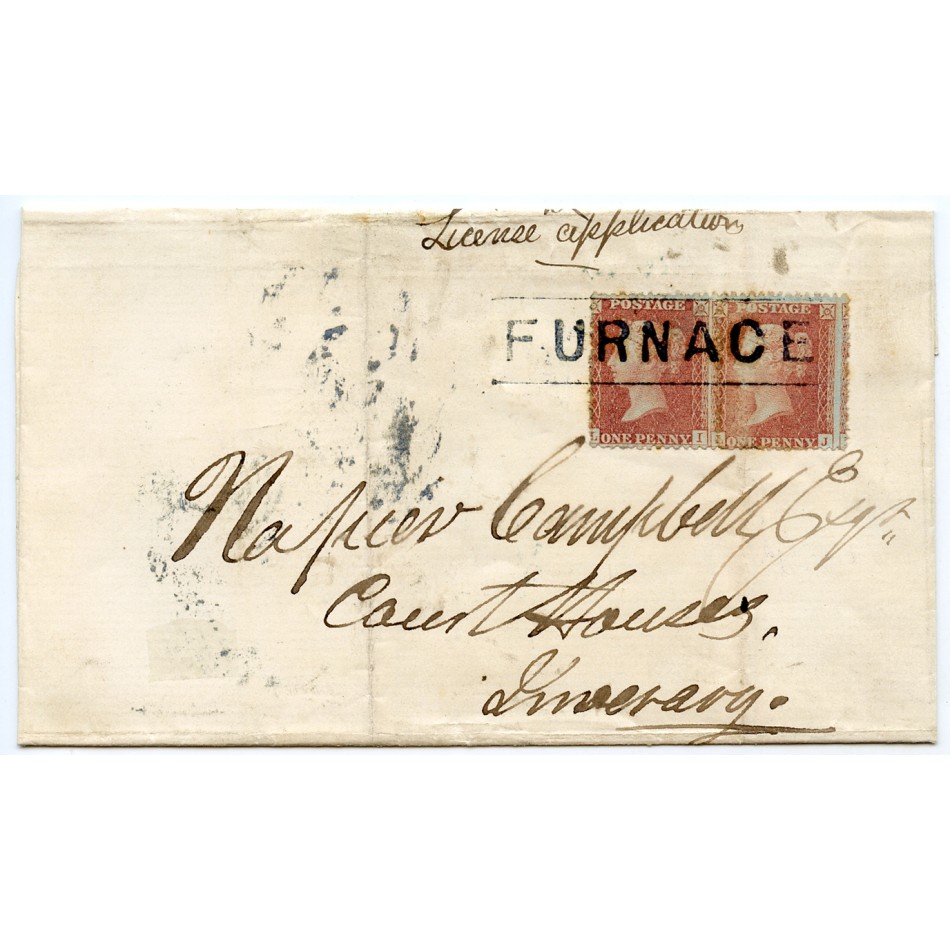 License application
POSTAGE POSTAGE
FURNACE
L ONE PENNY I ONE PENNY J
Napier Campbell Esqr
Court House,
Inverary.